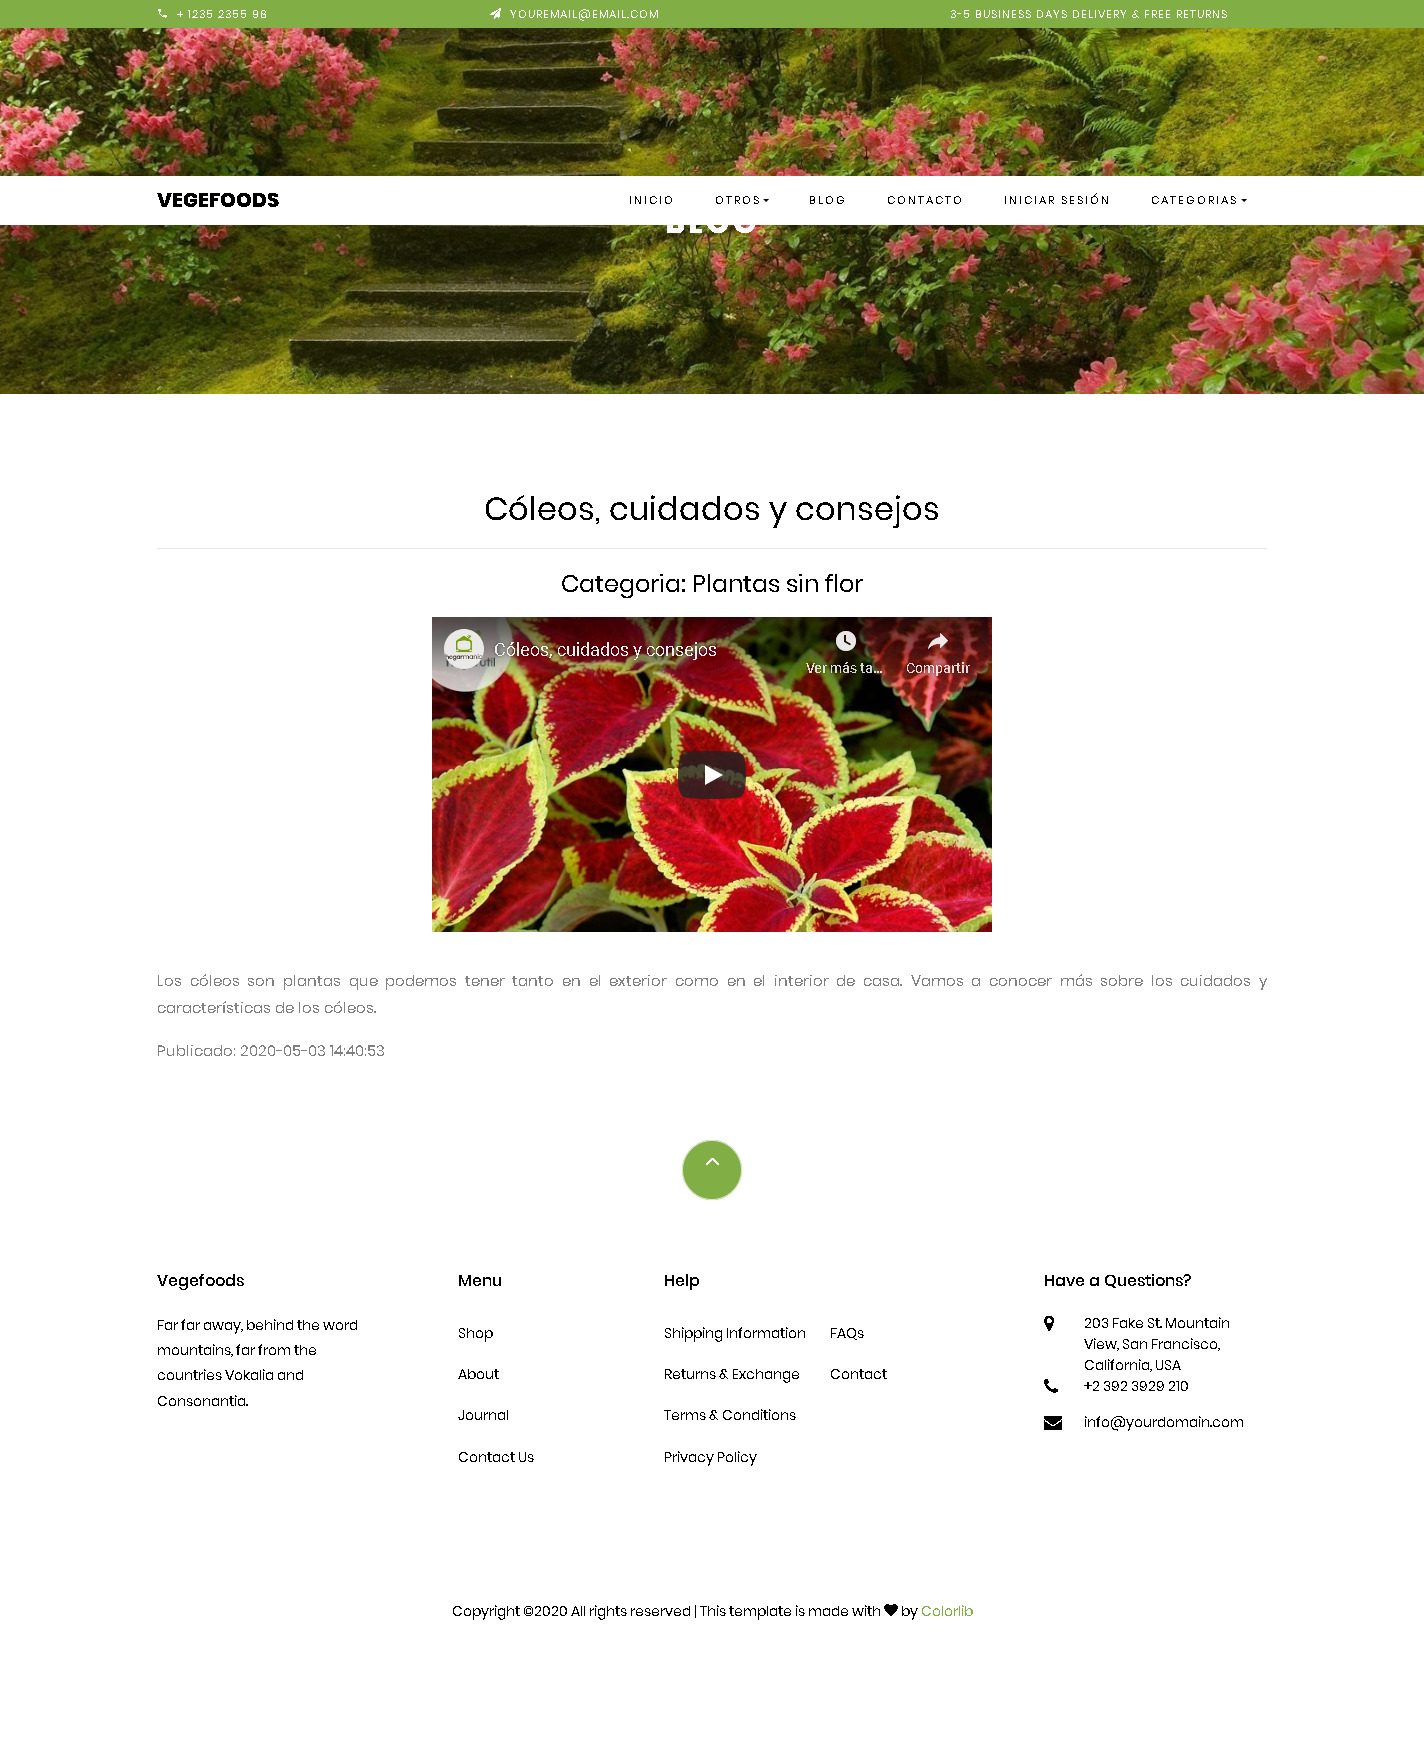 + 1235 2355 98
YOUREMAIL@EMAIL.COM
3-5 BUSINESS DAYS DELIVERY & FREE RETURNS
VEGEFOODS
INICIO
OTROS
BLOG
CONTACTO
INICIAR SESIÓN
CATEGORIAS
BLOG
Cóleos, cuidados y consejos
Categoria: Plantas sin flor
hogarmania
Cóleos, cuidados y consejos
Ver más ta...
Compartir
Los cóleos son plantas que podemos tener tanto en el exterior como en el interior de casa. Vamos a conocer más sobre los cuidados y
características de los cóleos.
Publicado: 2020-05-03 14:40:53
Vegefoods
Far far away, behind the word
mountains, far from the
countries Vokalia and
Consonantia.
Menu
Shop
About
Journal
Contact Us
Help
Shipping Information
Returns & Exchange
Terms & Conditions
Privacy Policy
FAQs
Contact
Have a Questions?
203 Fake St. Mountain
View, San Francisco,
California, USA
+2 392 3929 210
info@yourdomain.com
Copyright ©2020 All rights reserved | This template is made with ♥ by Colorlib